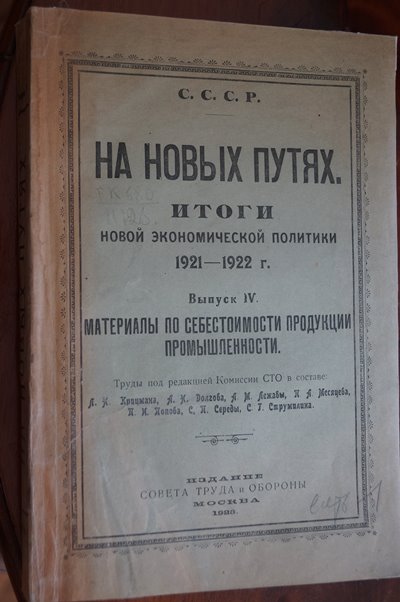 С. С. С. Р.
НА НОВЫХ ПУТЯХ.
ИТОГИ
НОВОЙ ЭКОНОМИЧЕСКОЙ ПОЛИТИКИ
1921—1922 г.
Выпуск IV.
МАТЕРИАЛЫ ПО СЕБЕСТОИМОСТИ ПРОДУКЦИИ
ПРОМЫШЛЕННОСТИ.
Труды под редакцией Комиссии СТО в составе:
Л. Н. Крицмана, А. Н. Долгова, А. М. Лежавы, П. А. Месяцева,
П. И. Попова, С. П. Середы, С. Г. Струмилина.
ИЗДАНИЕ
СОВЕТА ТРУДА и ОБОРОНЫ
МОСКВА
1923.